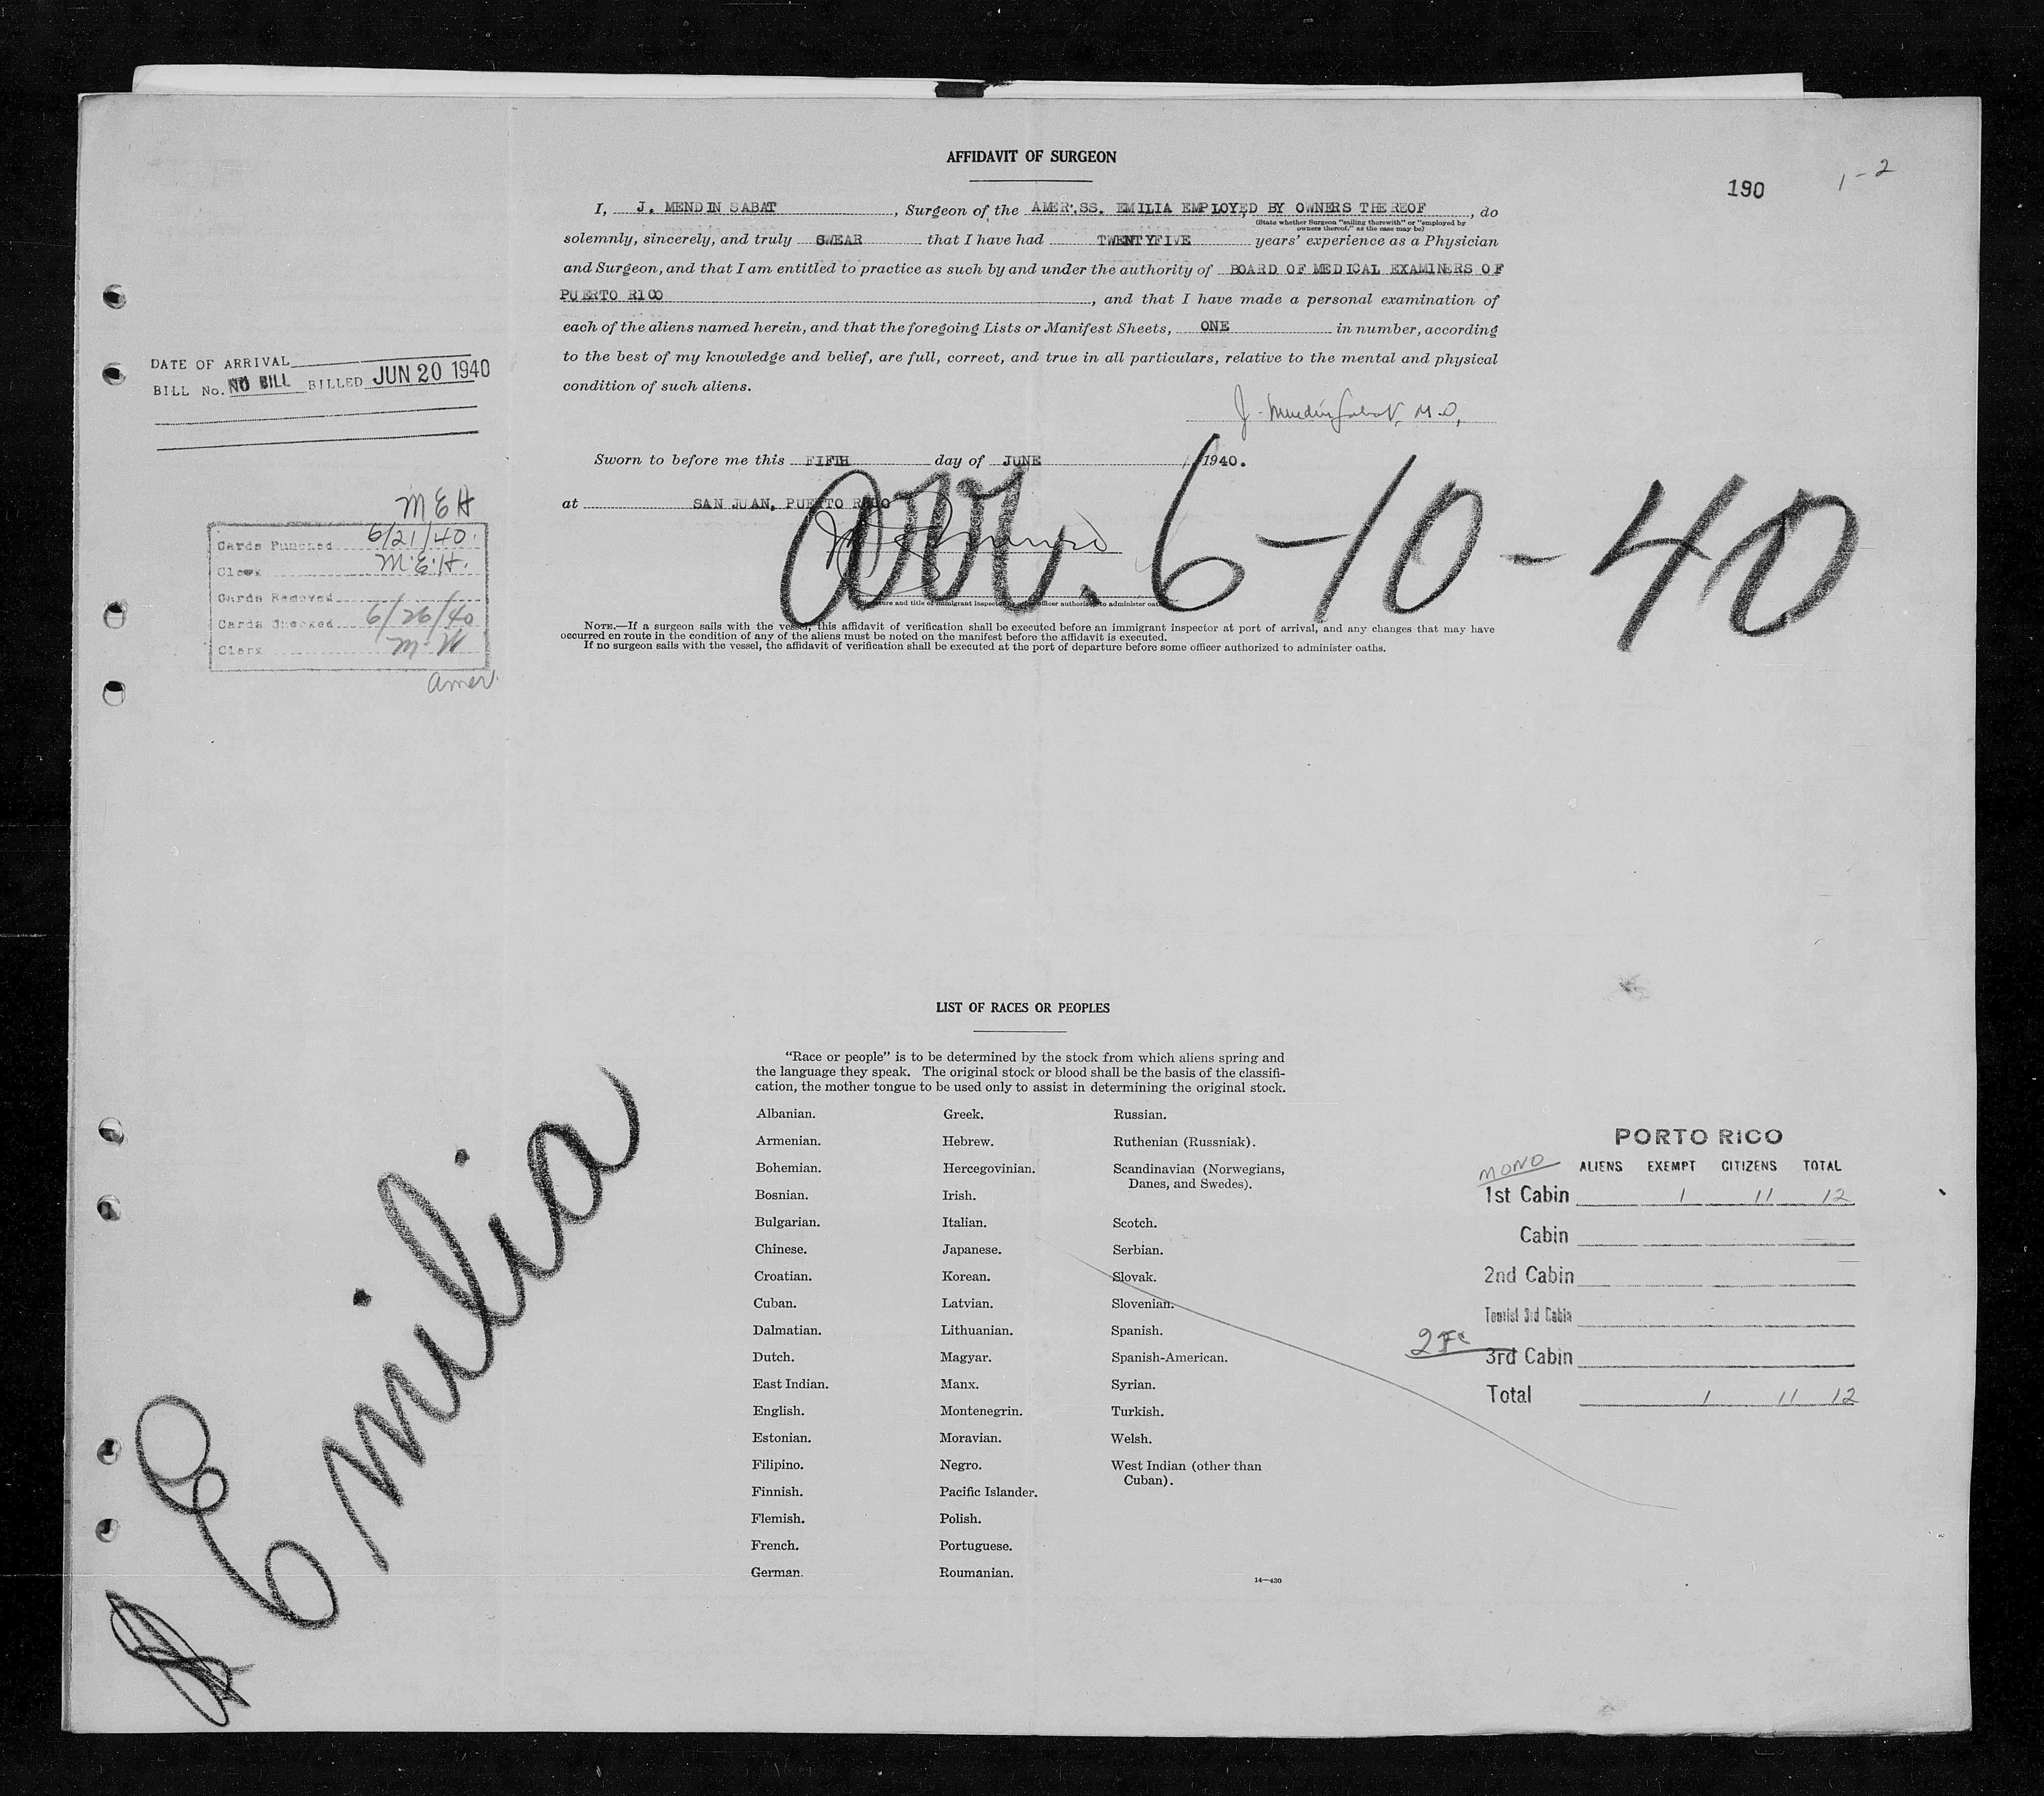 AFFIDAVIT OF SURGEON
190
1-2
I, J. MENDIN SABAT, Surgeon of the AMER.SS. EMILIA EMPLOYED BY OWNERS THEREOF, do
(State whether Surgeon "sailing therewith" or "employed by
owners thereof," as the case may be)
solemnly, sincerely, and truly SWEAR that I have had TWENTYFIVE years' experience as a Physician
and Surgeon, and that I am entitled to practice as such by and under the authority of BOARD OF MEDICAL EXAMINERS OF
PUERTO RICO, and that I have made a personal examination of
each of the aliens named herein, and that the foregoing Lists or Manifest Sheets, ONE in number, according
to the best of my knowledge and belief, are full, correct, and true in all particulars, relative to the mental and physical
condition of such aliens.
J. Mendin Sabat, M.D.,
Sworn to before me this FIFTH day of JUNE, 1940.
at SAN JUAN, PUERTO RICO
arr. 6-10-40
NOTE.—If a surgeon sails with the vessel, this affidavit of verification shall be executed before an immigrant inspector at port of arrival, and any changes that may have
occurred en route in the condition of any of the aliens must be noted on the manifest before the affidavit is executed.
If no surgeon sails with the vessel, the affidavit of verification shall be executed at the port of departure before some officer authorized to administer oaths.
DATE OF ARRIVAL
BILL No. NO BILL BILLED JUN 20 1940
MEH
Cards Punched 6/21/40.
Clerk M.E.H.
Cards Removed
Cards Checked 6/26/40
Clerk M.H
Amer.
LIST OF RACES OR PEOPLES
"Race or people" is to be determined by the stock from which aliens spring and
the language they speak. The original stock or blood shall be the basis of the classifi-
cation, the mother tongue to be used only to assist in determining the original stock.
Albanian.
Armenian.
Bohemian.
Bosnian.
Bulgarian.
Chinese.
Croatian.
Cuban.
Dalmatian.
Dutch.
East Indian.
English.
Estonian.
Filipino.
Finnish.
Flemish.
French.
German.
Greek.
Hebrew.
Hercegovinian.
Irish.
Italian.
Japanese.
Korean.
Latvian.
Lithuanian.
Magyar.
Manx.
Montenegrin.
Moravian.
Negro.
Pacific Islander.
Polish.
Portuguese.
Roumanian.
Russian.
Ruthenian (Russniak).
Scandinavian (Norwegians,
Danes, and Swedes).
Scotch.
Serbian.
Slovak.
Slovenian.
Spanish.
Spanish-American.
Syrian.
Turkish.
Welsh.
West Indian (other than
Cuban).
14—430
PORTO RICO
MONO
ALIENS EXEMPT CITIZENS TOTAL
1st Cabin 1 11 12
Cabin
2nd Cabin
Tourist 3rd Cabin
3rd Cabin
Total 1 11 12
Emilia